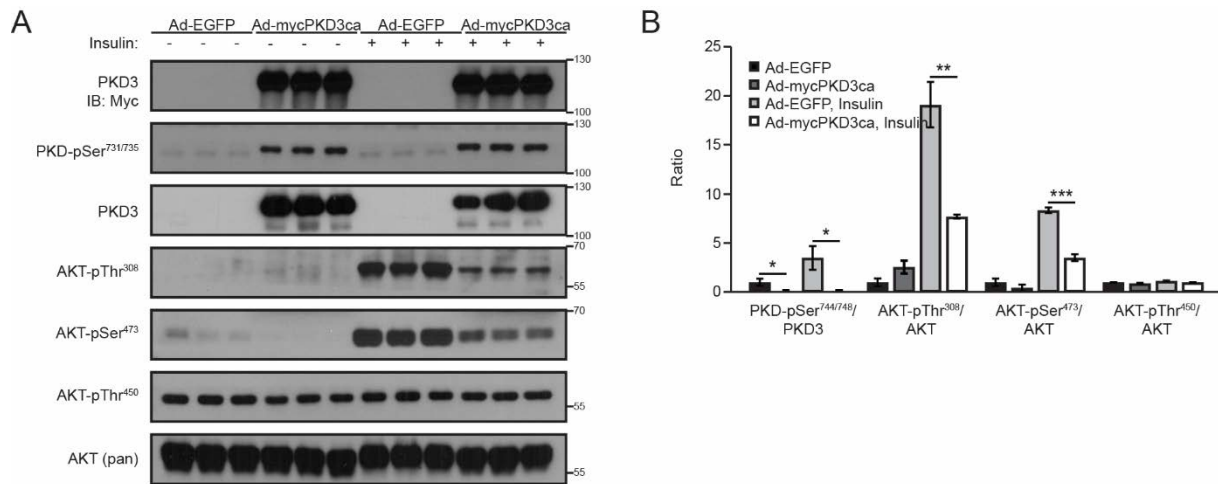 A
Ad-EGFP Ad-mycPKD3ca Ad-EGFP Ad-mycPKD3ca
Insulin: - - - - - - + + + + + +
PKD3
IB: Myc
130
100
PKD-pSer731/735
130
100
PKD3
130
100
AKT-pThr308
70
55
AKT-pSer473
70
AKT-pThr450
55
AKT (pan)
55
B
25
20
15
10
5
0
Ratio
Ad-EGFP
Ad-mycPKD3ca
Ad-EGFP, Insulin
Ad-mycPKD3ca, Insulin
* * ** ***
PKD-pSer744/748/ AKT-pThr308/ AKT-pSer473/ AKT-pThr450/
PKD3 AKT AKT AKT